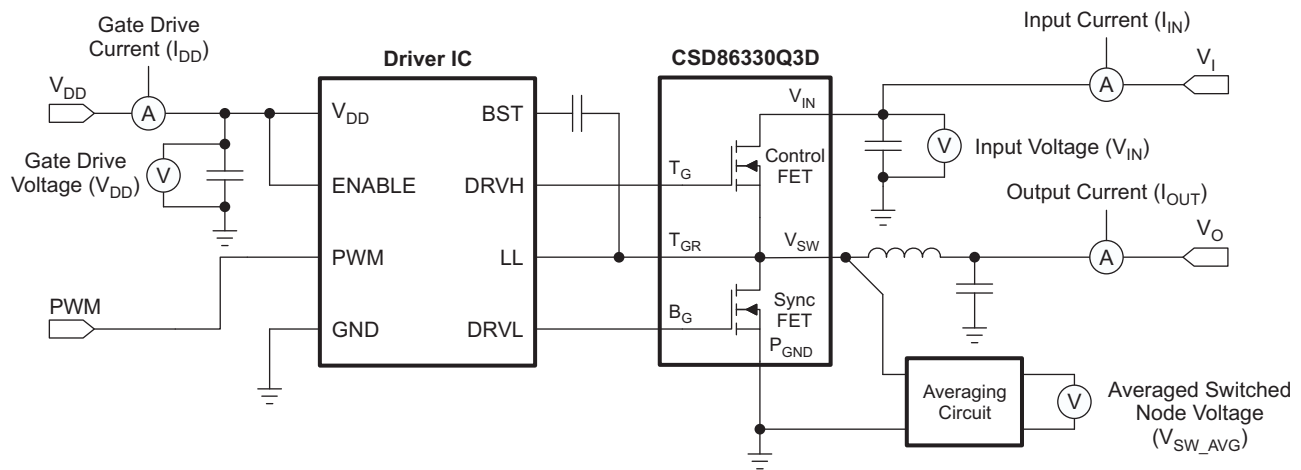 Gate Drive
Current (I_DD)
Input Current (I_IN)
Driver IC
CSD86330Q3D
V_DD
A
V_DD
BST
V_IN
A
V_I
Gate Drive
Voltage (V_DD)
V
ENABLE
DRVH
T_G
Control
FET
V
Input Voltage (V_IN)
Output Current (I_OUT)
PWM
LL
T_GR
V_SW
A
V_O
PWM
GND
DRVL
B_G
Sync
FET
P_GND
Averaging
Circuit
V
Averaged Switched
Node Voltage
(V_SW_AVG)